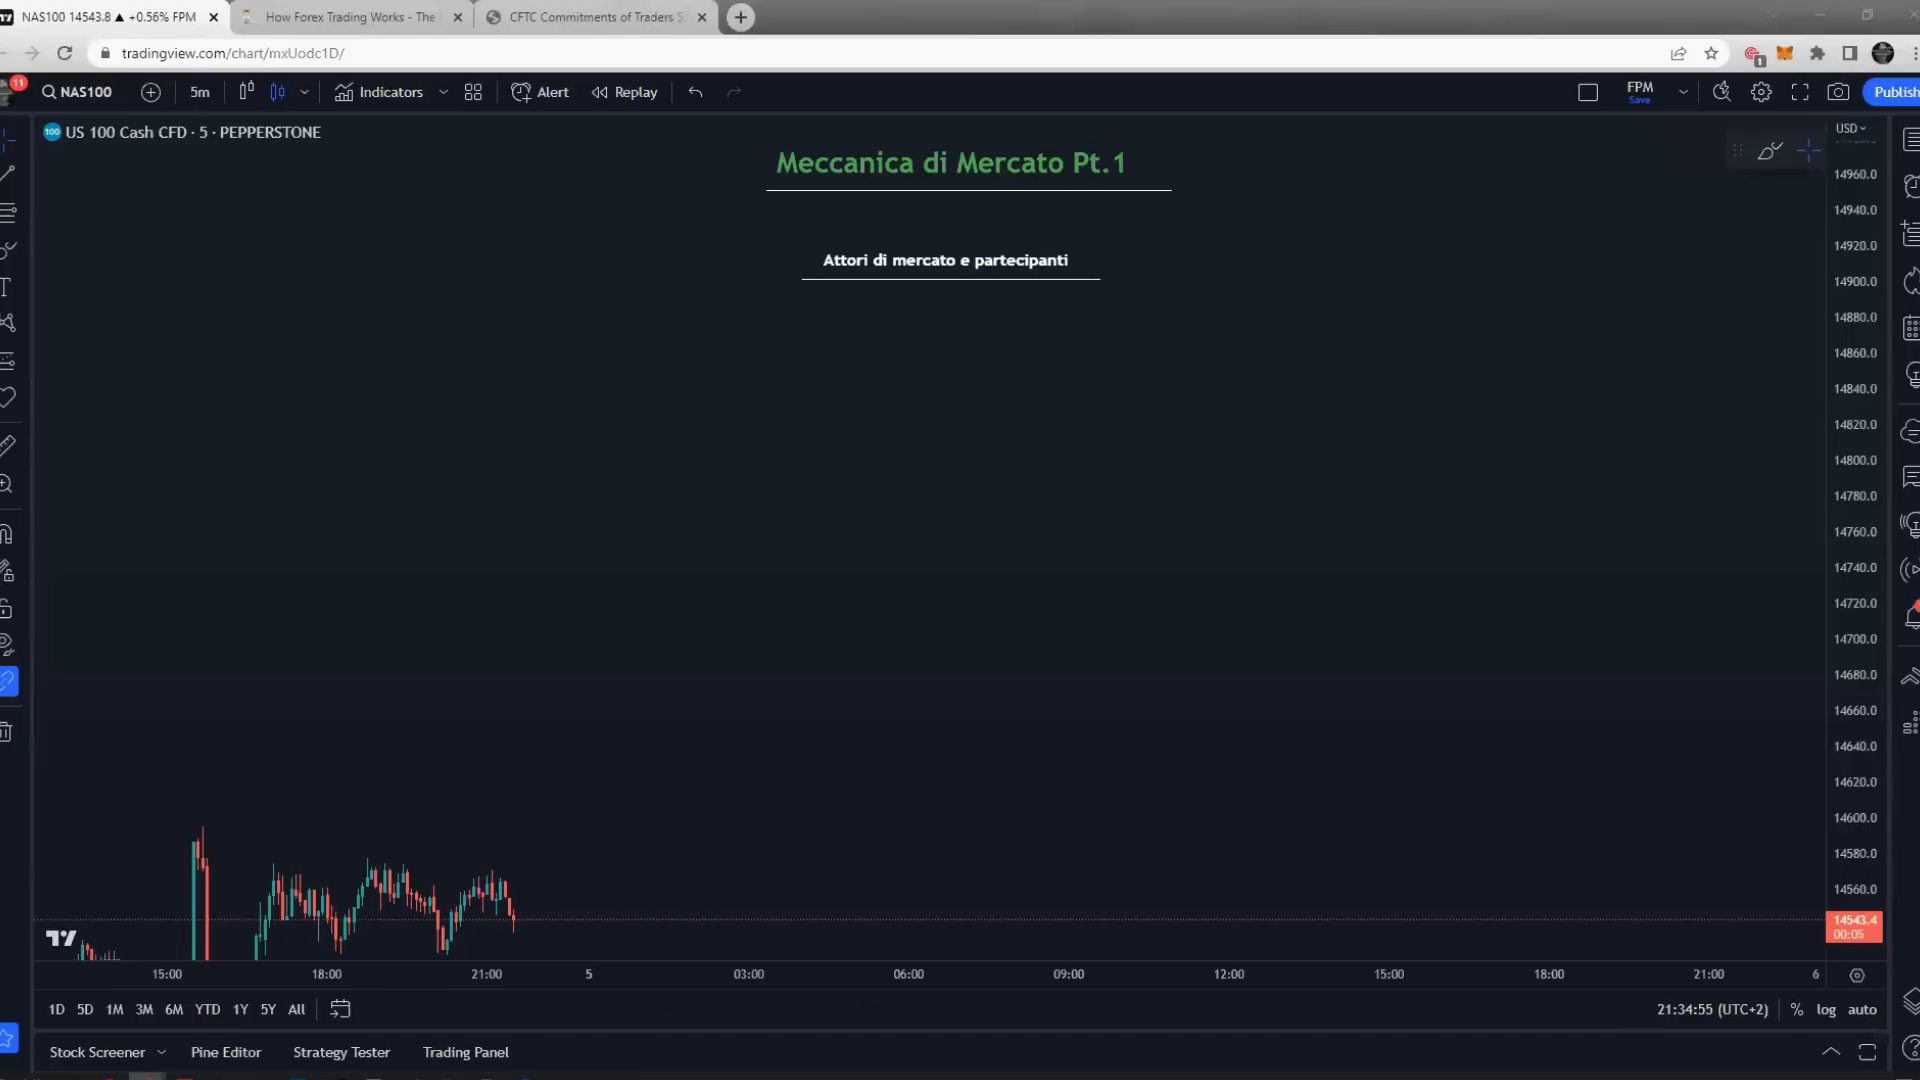 NAS100 14543.8 ▲ +0.56% FPM
How Forex Trading Works - The
CFTC Commitments of Traders S
tradingview.com/chart/mxUodc1D/
1
11
NAS100
5m
Indicators
Alert
Replay
FPM
Save
Publish
100 US 100 Cash CFD · 5 · PEPPERSTONE
USD
Meccanica di Mercato Pt.1
Attori di mercato e partecipanti
14960.0
14940.0
14920.0
14900.0
14880.0
14860.0
14840.0
14820.0
14800.0
14780.0
14760.0
14740.0
14720.0
14700.0
14680.0
14660.0
14640.0
14620.0
14600.0
14580.0
14560.0
14543.4
00:05
15:00 18:00 21:00 5 03:00 06:00 09:00 12:00 15:00 18:00 21:00 6
1D 5D 1M 3M 6M YTD 1Y 5Y All
21:34:55 (UTC+2) % log auto
Stock Screener Pine Editor Strategy Tester Trading Panel